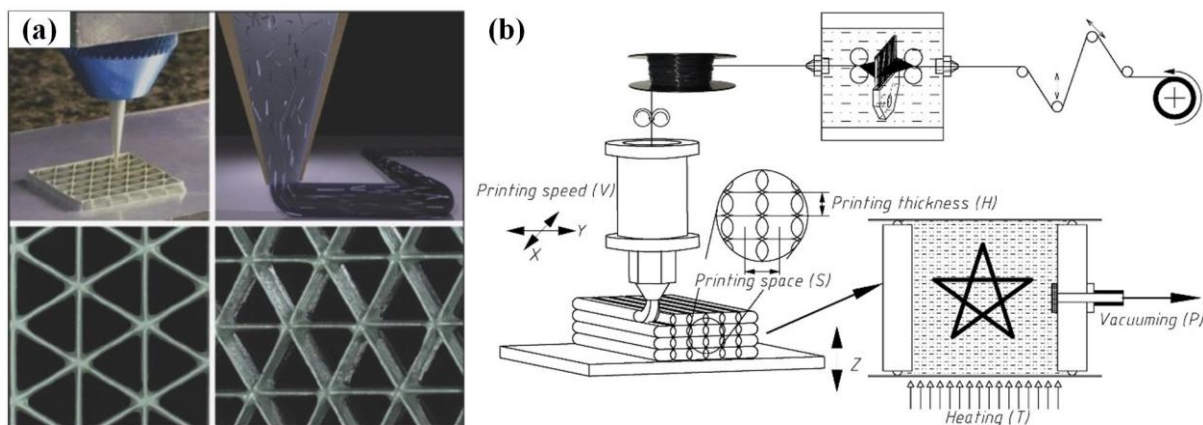 (a)
(b)
Printing speed (V)
Y
X
Printing thickness (H)
Printing space (S)
Z
Vacuuming (P)
Heating (T)